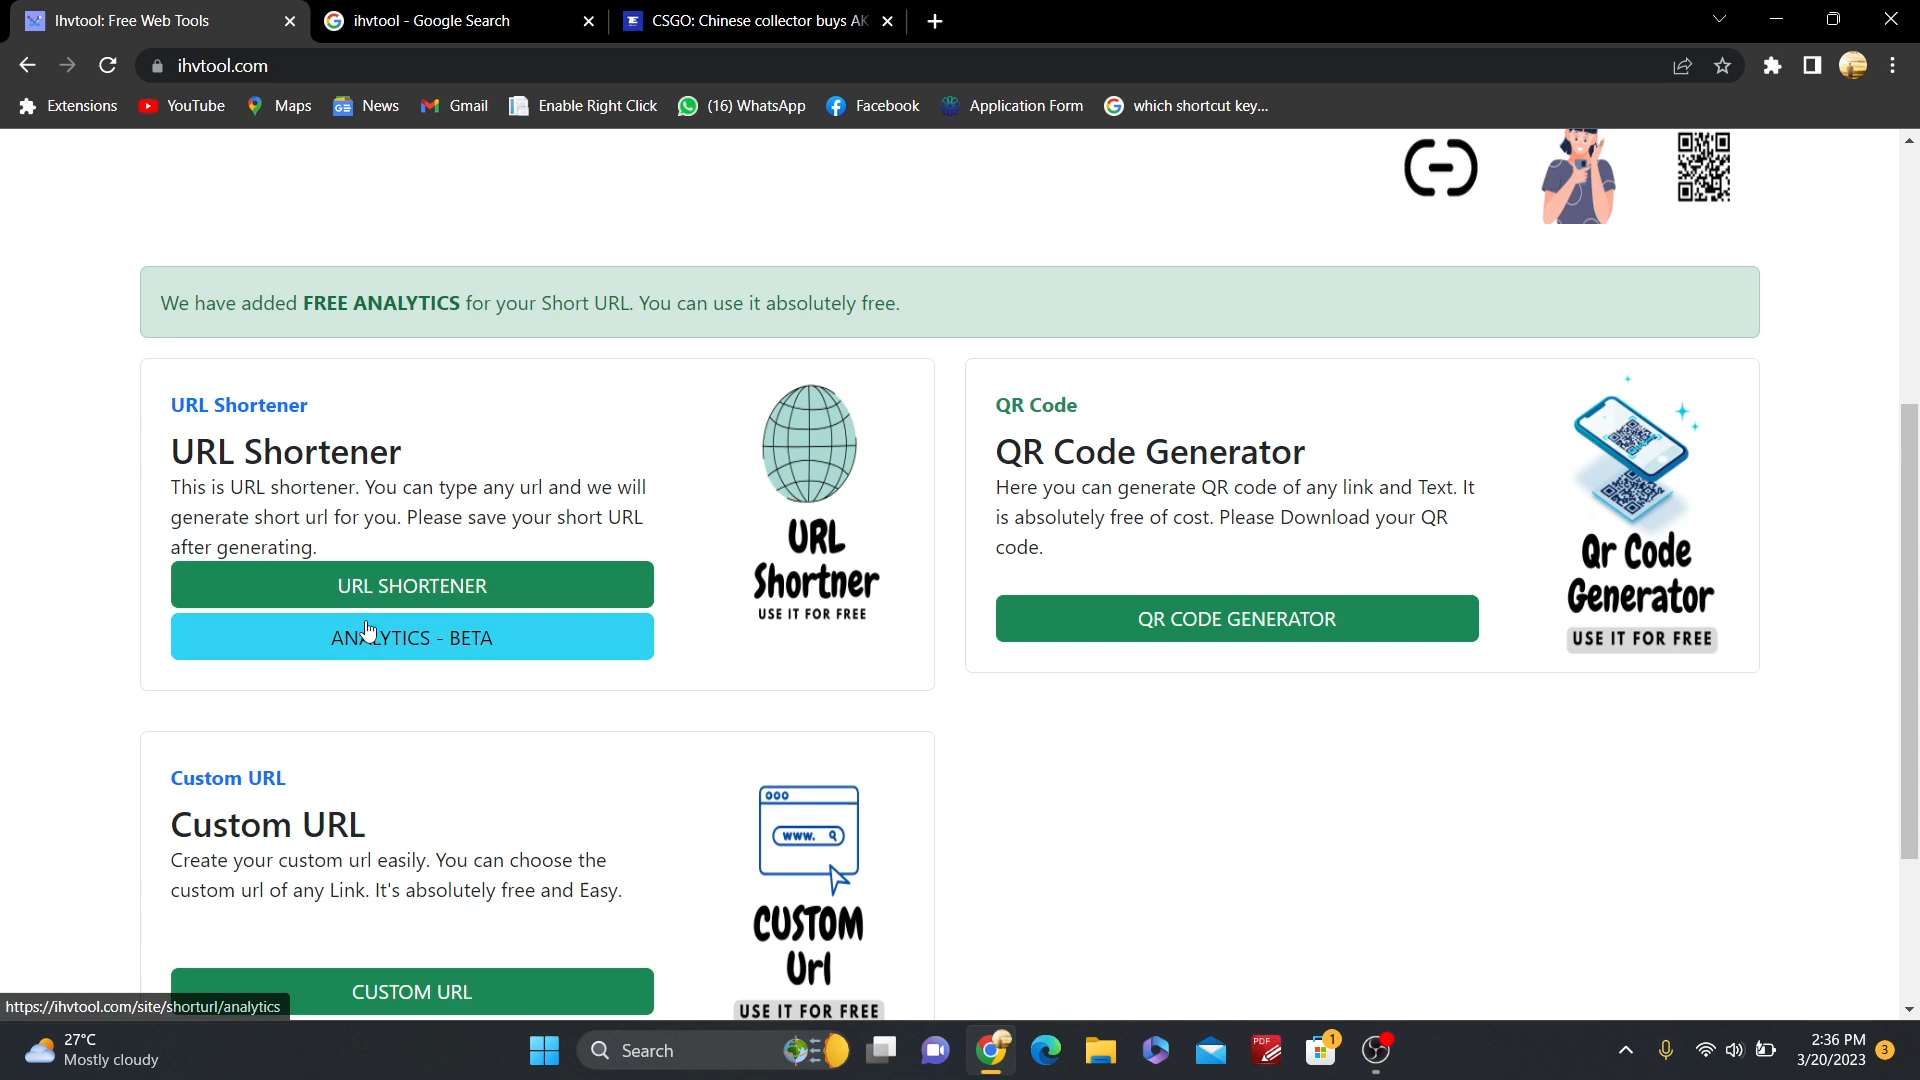 Ihvtool: Free Web Tools
ihvtool - Google Search
CSGO: Chinese collector buys AK
ihvtool.com
Extensions
YouTube
Maps
News
Gmail
Enable Right Click
(16) WhatsApp
Facebook
Application Form
which shortcut key...
We have added FREE ANALYTICS for your Short URL. You can use it absolutely free.
URL Shortener
URL Shortener
This is URL shortener. You can type any url and we will
generate short url for you. Please save your short URL
after generating.
URL SHORTENER
ANALYTICS - BETA
URL
Shortner
USE IT FOR FREE
QR Code
QR Code Generator
Here you can generate QR code of any link and Text. It
is absolutely free of cost. Please Download your QR
code.
QR CODE GENERATOR
Qr Code
Generator
USE IT FOR FREE
Custom URL
Custom URL
Create your custom url easily. You can choose the
custom url of any Link. It's absolutely free and Easy.
CUSTOM URL
www.
CUSTOM
Url
USE IT FOR FREE
https://ihvtool.com/site/shorturl/analytics
27°C
Mostly cloudy
Search
PDF
1
2:36 PM
3/20/2023
3